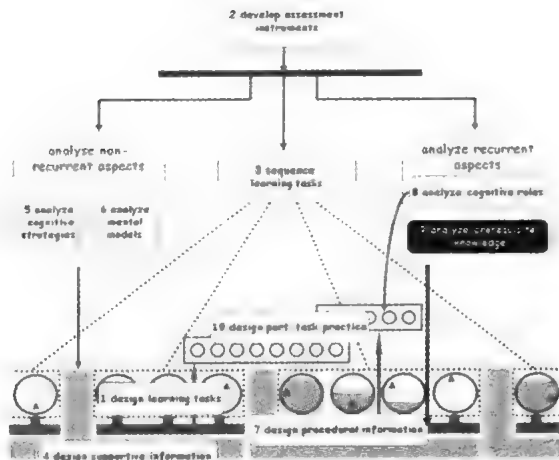 2 develop assessment
instruments
analyse non-
recurrent aspects
3 sequence
learning tasks
analyse recurrent
aspects
5 analyze
cognitive
strategies
6 analyze
mental
models
8 analyze cognitive rules
9 analyze prerequisite
knowledge
10 design part task practice
1 design learning tasks
7 design procedural information
4 design supportive information